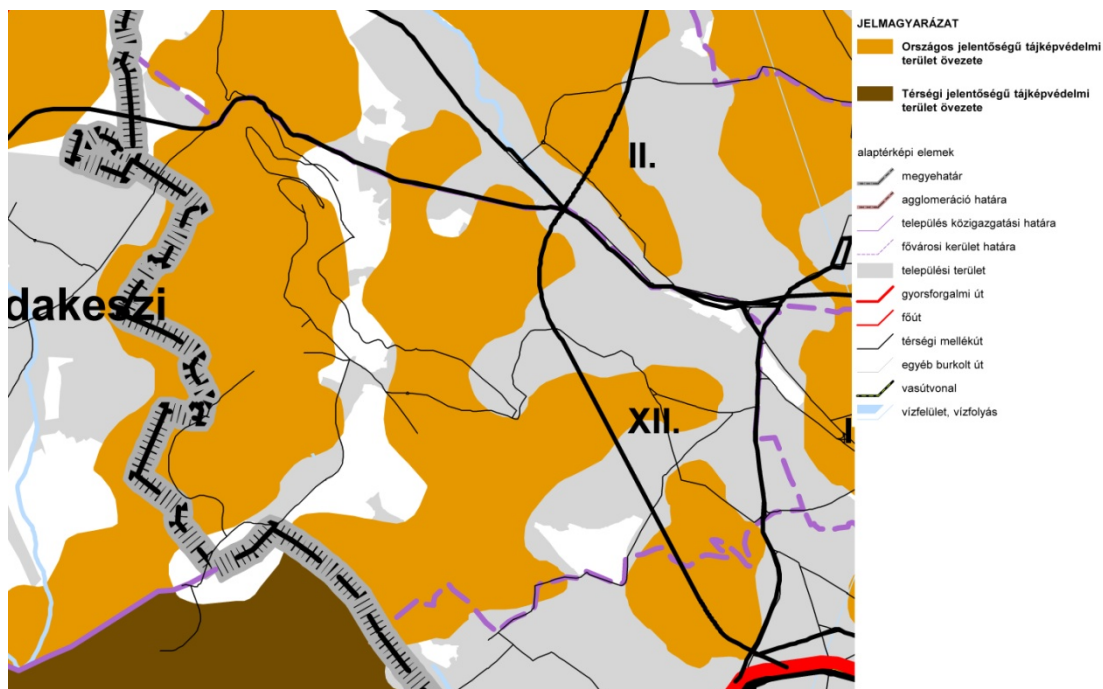 II.
dakeszi
XII.
I
JELMAGYARÁZAT
Országos jelentőségű tájképvédelmi
terület övezete
Térségi jelentőségű tájképvédelmi
terület övezete
alaptérképi elemek
megyehatár
agglomeráció határa
település közigazgatási határa
fővárosi kerület határa
települési terület
gyorsforgalmi út
főút
térségi mellékút
egyéb burkolt út
vasútvonal
vízfelület, vízfolyás